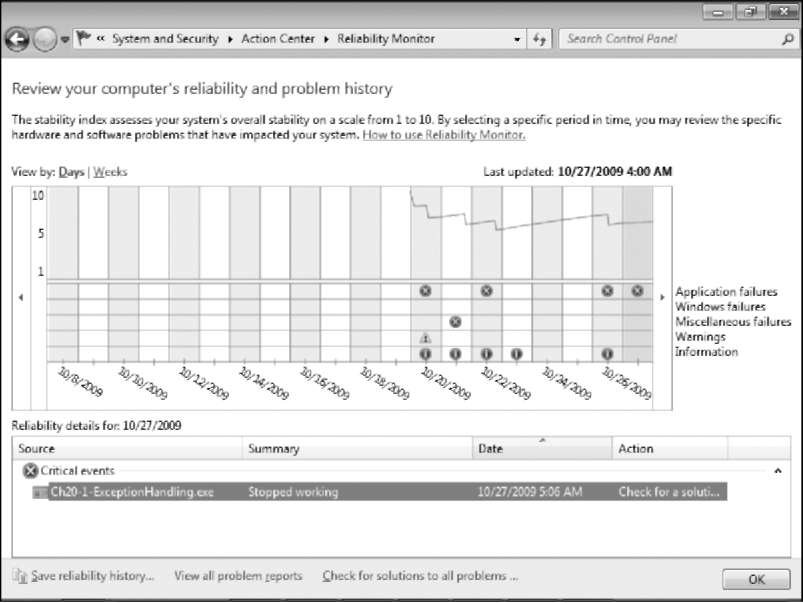 « System and Security ▸ Action Center ▸ Reliability Monitor
Search Control Panel
Review your computer's reliability and problem history
The stability index assesses your system's overall stability on a scale from 1 to 10. By selecting a specific period in time, you may review the specific
hardware and software problems that have impacted your system. How to use Reliability Monitor.
View by: Days | Weeks
Last updated: 10/27/2009 4:00 AM
10
5
1
Application failures
Windows failures
Miscellaneous failures
Warnings
Information
10/8/2009
10/10/2009
10/12/2009
10/14/2009
10/16/2009
10/18/2009
10/20/2009
10/22/2009
10/24/2009
10/26/2009
Reliability details for: 10/27/2009
Source Summary Date Action
Critical events
Ch20-1-ExceptionHandling.exe Stopped working 10/27/2009 5:06 AM Check for a soluti...
Save reliability history... View all problem reports Check for solutions to all problems ...
OK